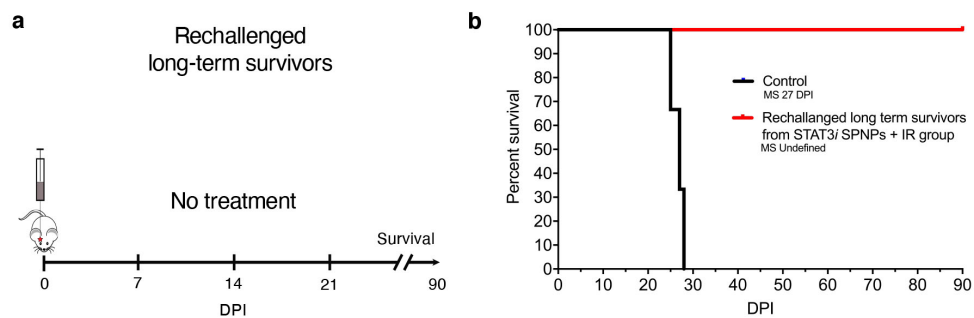 a
Rechallenged
long-term survivors
No treatment
Survival
0
7
14
21
90
DPI
b
Percent survival
100
90
80
70
60
50
40
30
20
10
0
Control
MS 27 DPI
Rechallanged long term survivors
from STAT3i SPNPs + IR group
MS Undefined
0 10 20 30 40 50 60 70 80 90
DPI